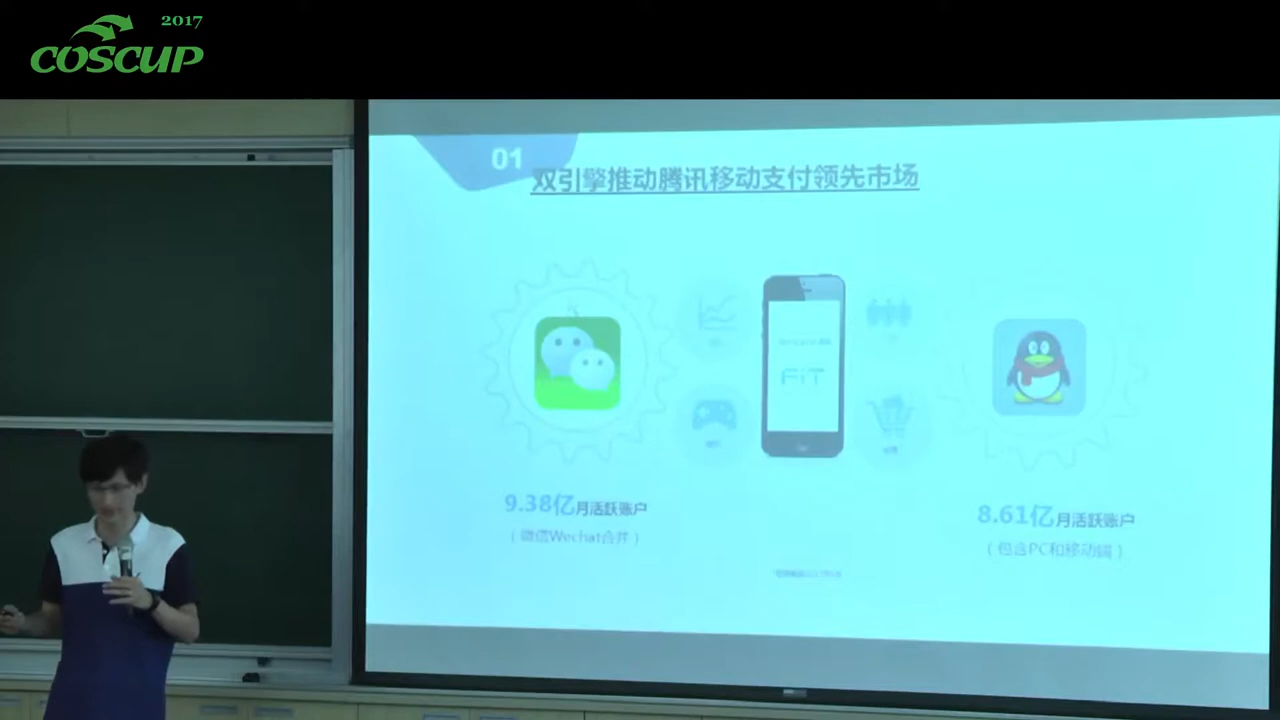 2017
COSCUP
01
双引擎推动腾讯移动支付领先市场
FiT
9.38亿月活跃账户
（微信Wechat合并）
8.61亿月活跃账户
（包含PC和移动端）